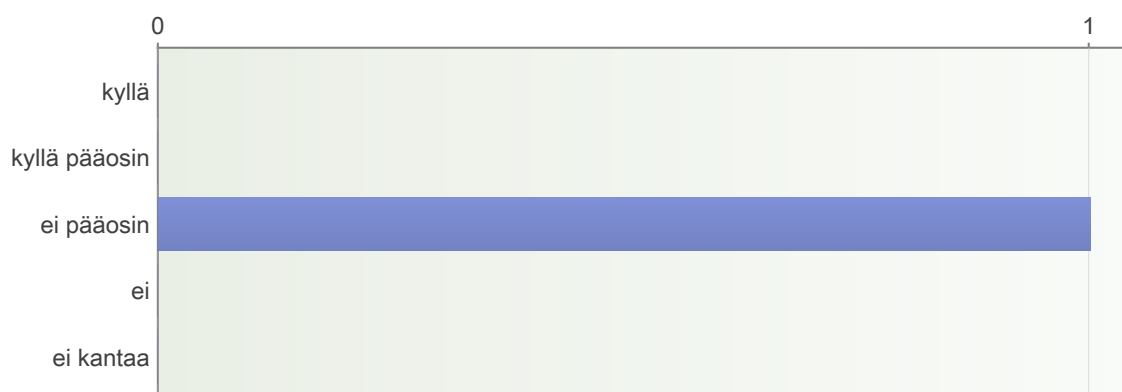 0 1
kyllä
kyllä pääosin
ei pääosin
ei
ei kantaa